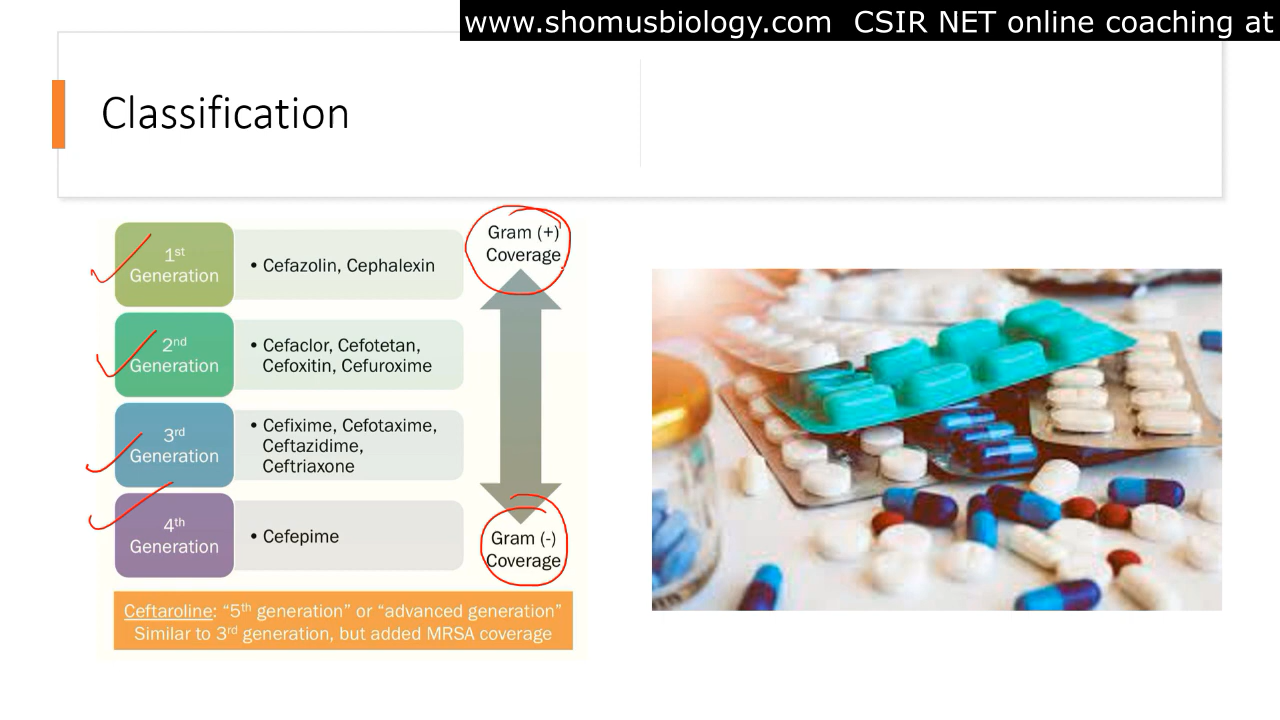 www.shomusbiology.com  CSIR NET online coaching at
Classification
1st
Generation
• Cefazolin, Cephalexin
Gram (+)
Coverage
2nd
Generation
• Cefaclor, Cefotetan,
Cefoxitin, Cefuroxime
3rd
Generation
• Cefixime, Cefotaxime,
Ceftazidime,
Ceftriaxone
4th
Generation
• Cefepime
Gram (-)
Coverage
Ceftaroline: “5th generation” or “advanced generation”
Similar to 3rd generation, but added MRSA coverage